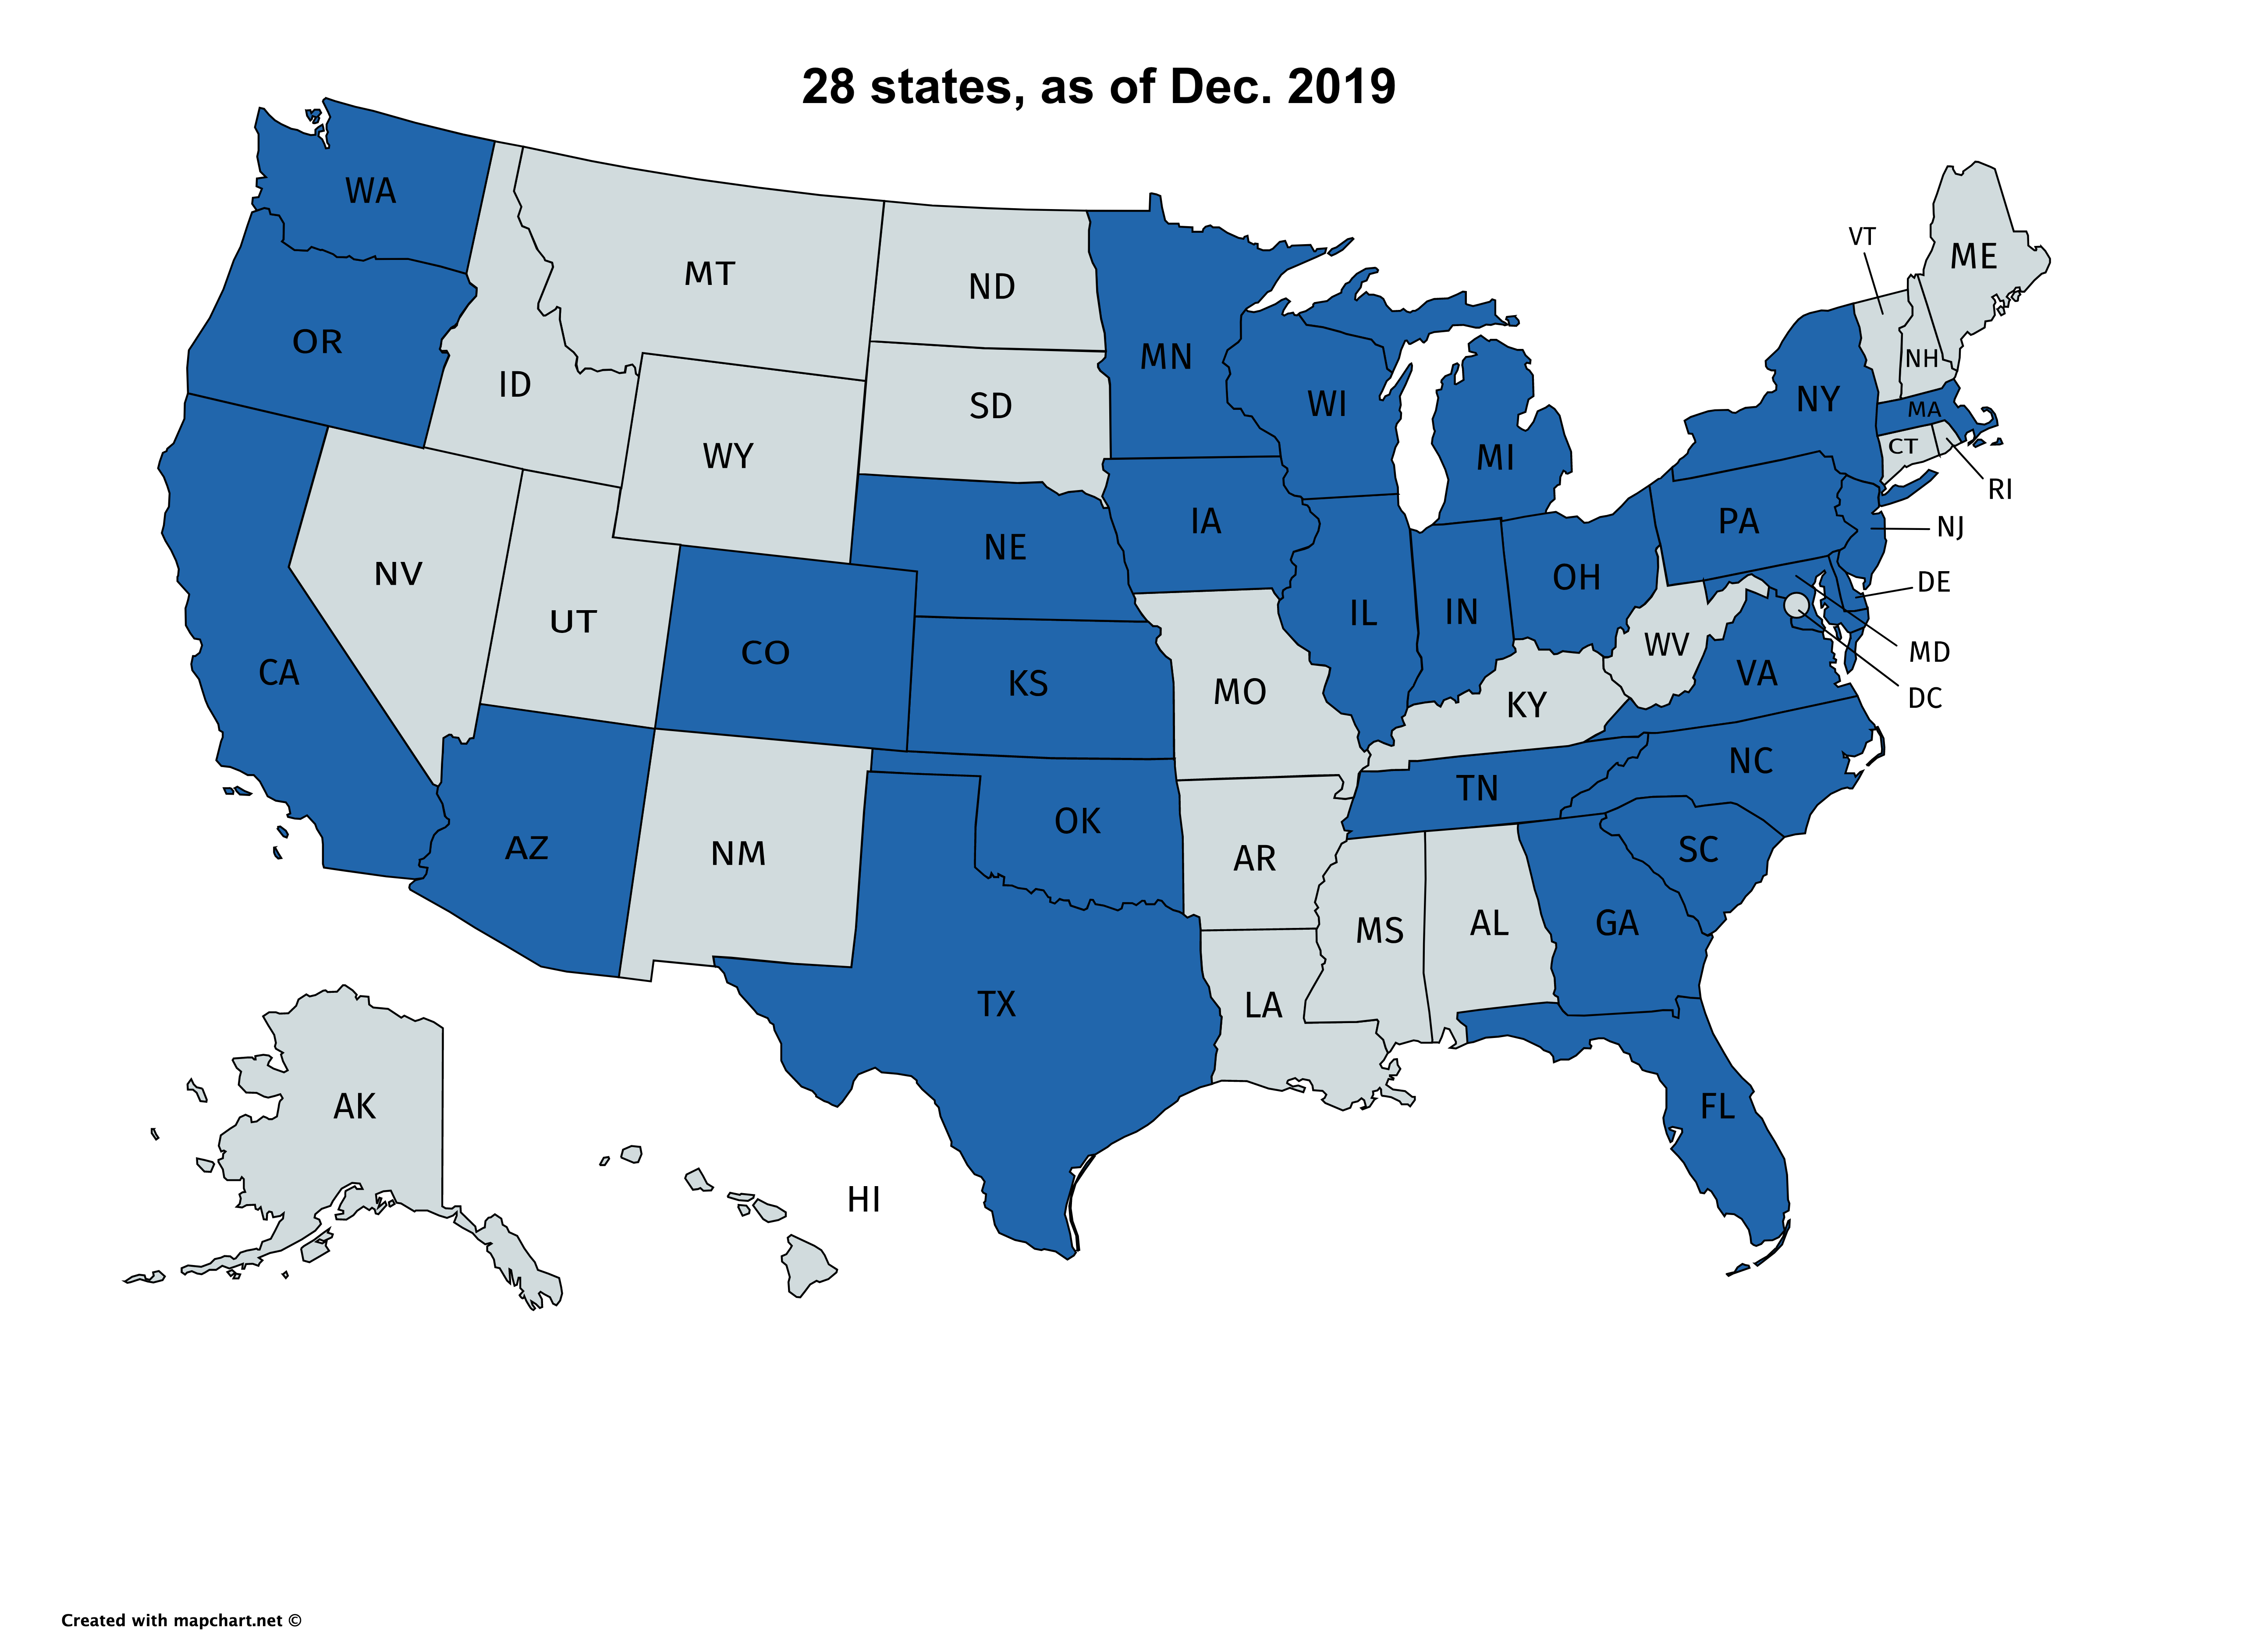 28 states, as of Dec. 2019
WA
VT
ME
MT
ND
OR
MN
NH
ID
SD
WI
NY
MA
WY
MI
CT
RI
IA
PA
NJ
NE
NV
OH
DE
UT
IL
IN
WV
CO
MD
CA
KS
VA
MO
DC
KY
NC
TN
OK
AZ
NM
AR
SC
MS
AL
GA
TX
LA
AK
FL
HI
Created with mapchart.net ©